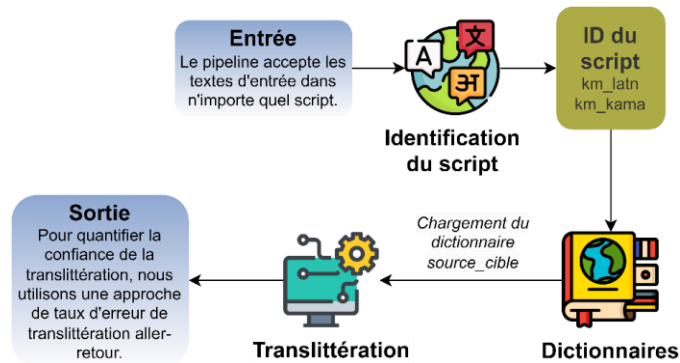 Entrée
Le pipeline accepte les
textes d'entrée dans
n'importe quel script.
A
文
अ
Identification
du script
ID du
script
km_latn
km_kama
Chargement du
dictionnaire
source_cible
Sortie
Pour quantifier la
confiance de la
translittération, nous
utilisons une approche
de taux d'erreur de
translittération aller-
retour.
Translittération
Dictionnaires